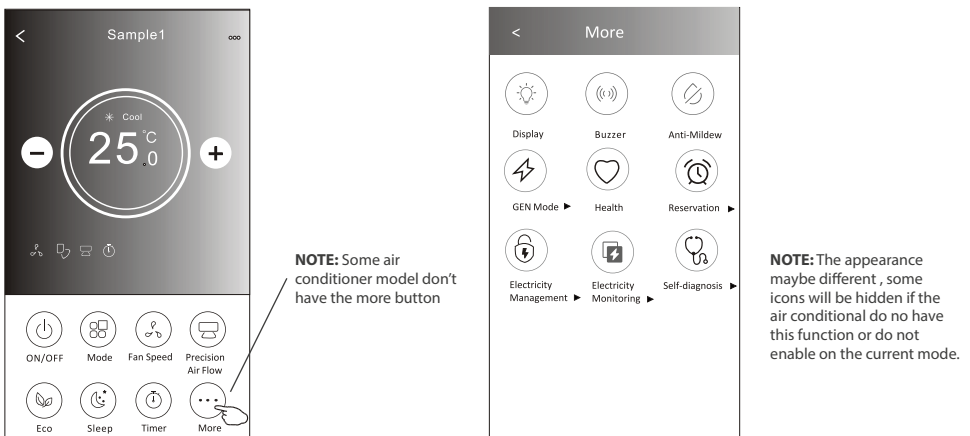 < Sample1
Cool
25.0 °C
− +
NOTE: Some air
conditioner model don't
have the more button
ON/OFF Mode Fan Speed Precision
Air Flow
Eco Sleep Timer More
< More
Display Buzzer Anti-Mildew
GEN Mode ► Health Reservation ►
Electricity
Management ► Electricity
Monitoring ► Self-diagnosis ►
NOTE: The appearance
maybe different , some
icons will be hidden if the
air conditional do no have
this function or do not
enable on the current mode.